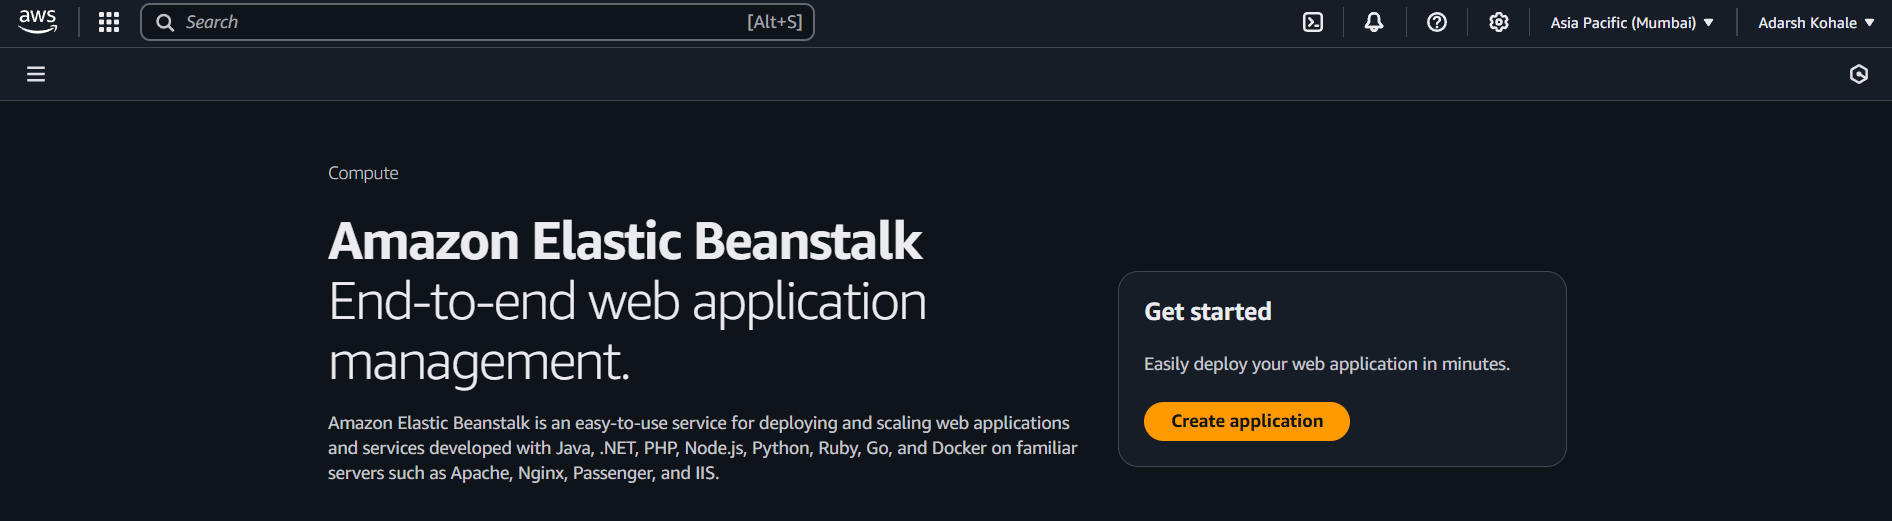 aws
Search [Alt+S]
Asia Pacific (Mumbai)
Adarsh Kohale
Compute
Amazon Elastic Beanstalk
End-to-end web application
management.
Amazon Elastic Beanstalk is an easy-to-use service for deploying and scaling web applications
and services developed with Java, .NET, PHP, Node.js, Python, Ruby, Go, and Docker on familiar
servers such as Apache, Nginx, Passenger, and IIS.
Get started
Easily deploy your web application in minutes.
Create application